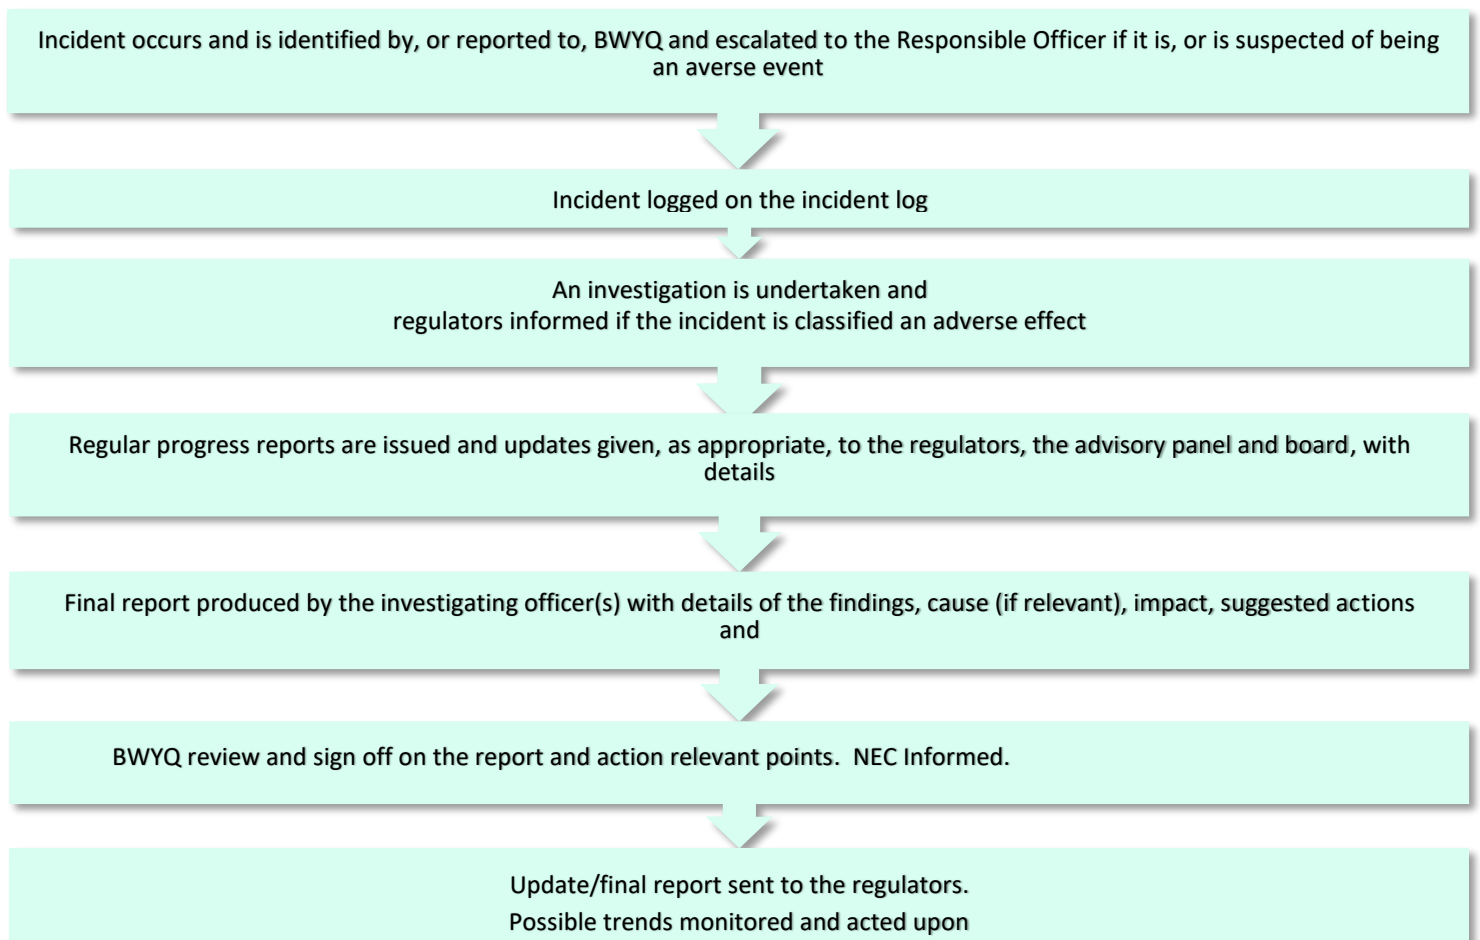 Incident occurs and is identified by, or reported to, BWYQ and escalated to the Responsible Officer if it is, or is suspected of being
an averse event
Incident logged on the incident log
An investigation is undertaken and
regulators informed if the incident is classified an adverse effect
Regular progress reports are issued and updates given, as appropriate, to the regulators, the advisory panel and board, with
details
Final report produced by the investigating officer(s) with details of the findings, cause (if relevant), impact, suggested actions
and
BWYQ review and sign off on the report and action relevant points.  NEC Informed.
Update/final report sent to the regulators.
Possible trends monitored and acted upon